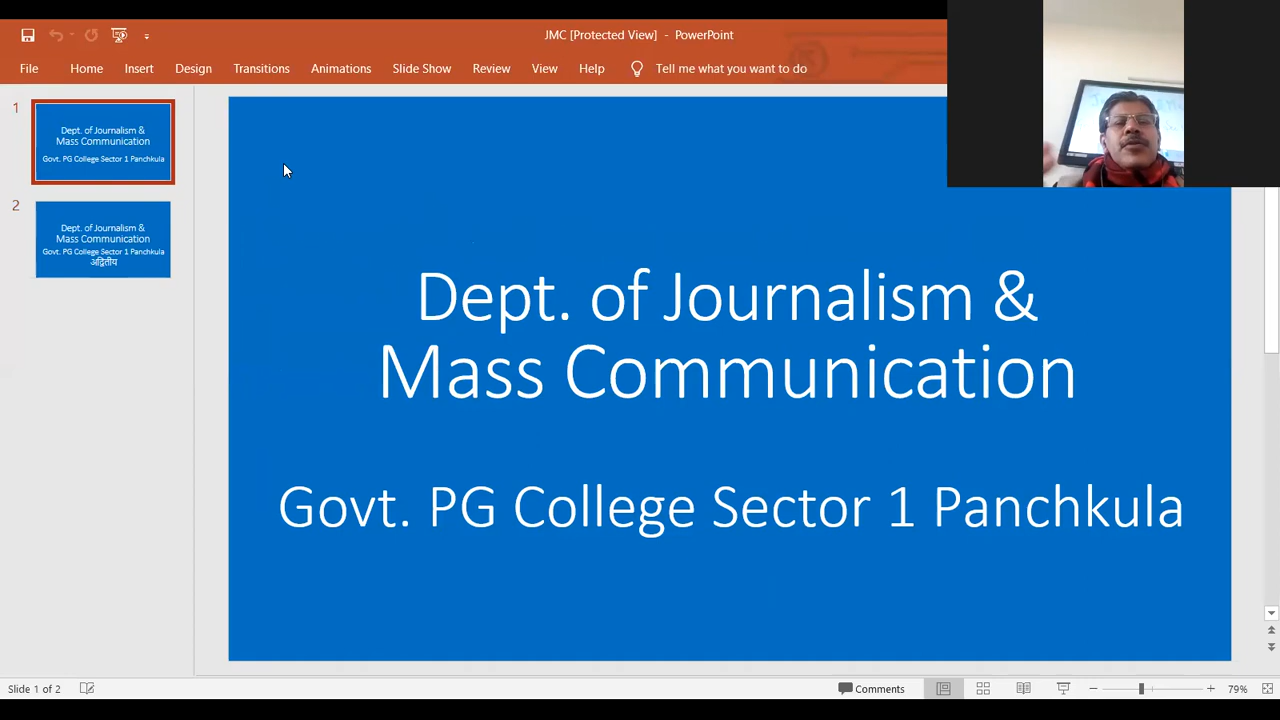 JMC [Protected View] - PowerPoint
File Home Insert Design Transitions Animations Slide Show Review View Help Tell me what you want to do
1
Dept. of Journalism &
Mass Communication
Govt. PG College Sector 1 Panchkula
2
Dept. of Journalism &
Mass Communication
Govt. PG College Sector 1 Panchkula
अद्वितीय
Dept. of Journalism &
Mass Communication
Govt. PG College Sector 1 Panchkula
Slide 1 of 2 Comments 79%